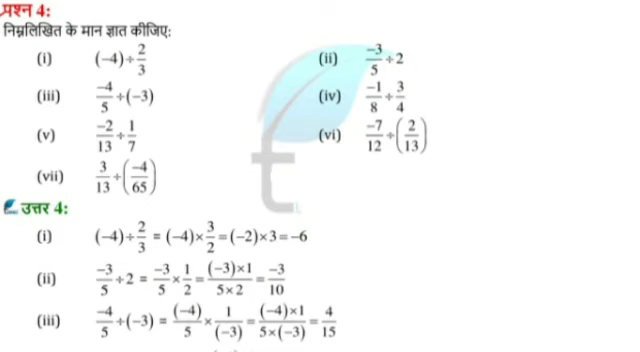 प्रश्न 4:
निम्नलिखित के मान ज्ञात कीजिए:
(i) (–4)÷2/3 (ii) –3/5÷2
(iii) –4/5÷(–3) (iv) –1/8÷3/4
(v) –2/13÷1/7 (vi) –7/12÷(2/13)
(vii) 3/13÷(–4/65)
उत्तर 4:
(i) (–4)÷2/3 = (–4)×3/2 = (–2)×3 = –6
(ii) –3/5÷2 = –3/5×1/2 = (–3)×1/5×2 = –3/10
(iii) –4/5÷(–3) = (–4)/5×1/(–3) = (–4)×1/5×(–3) = 4/15